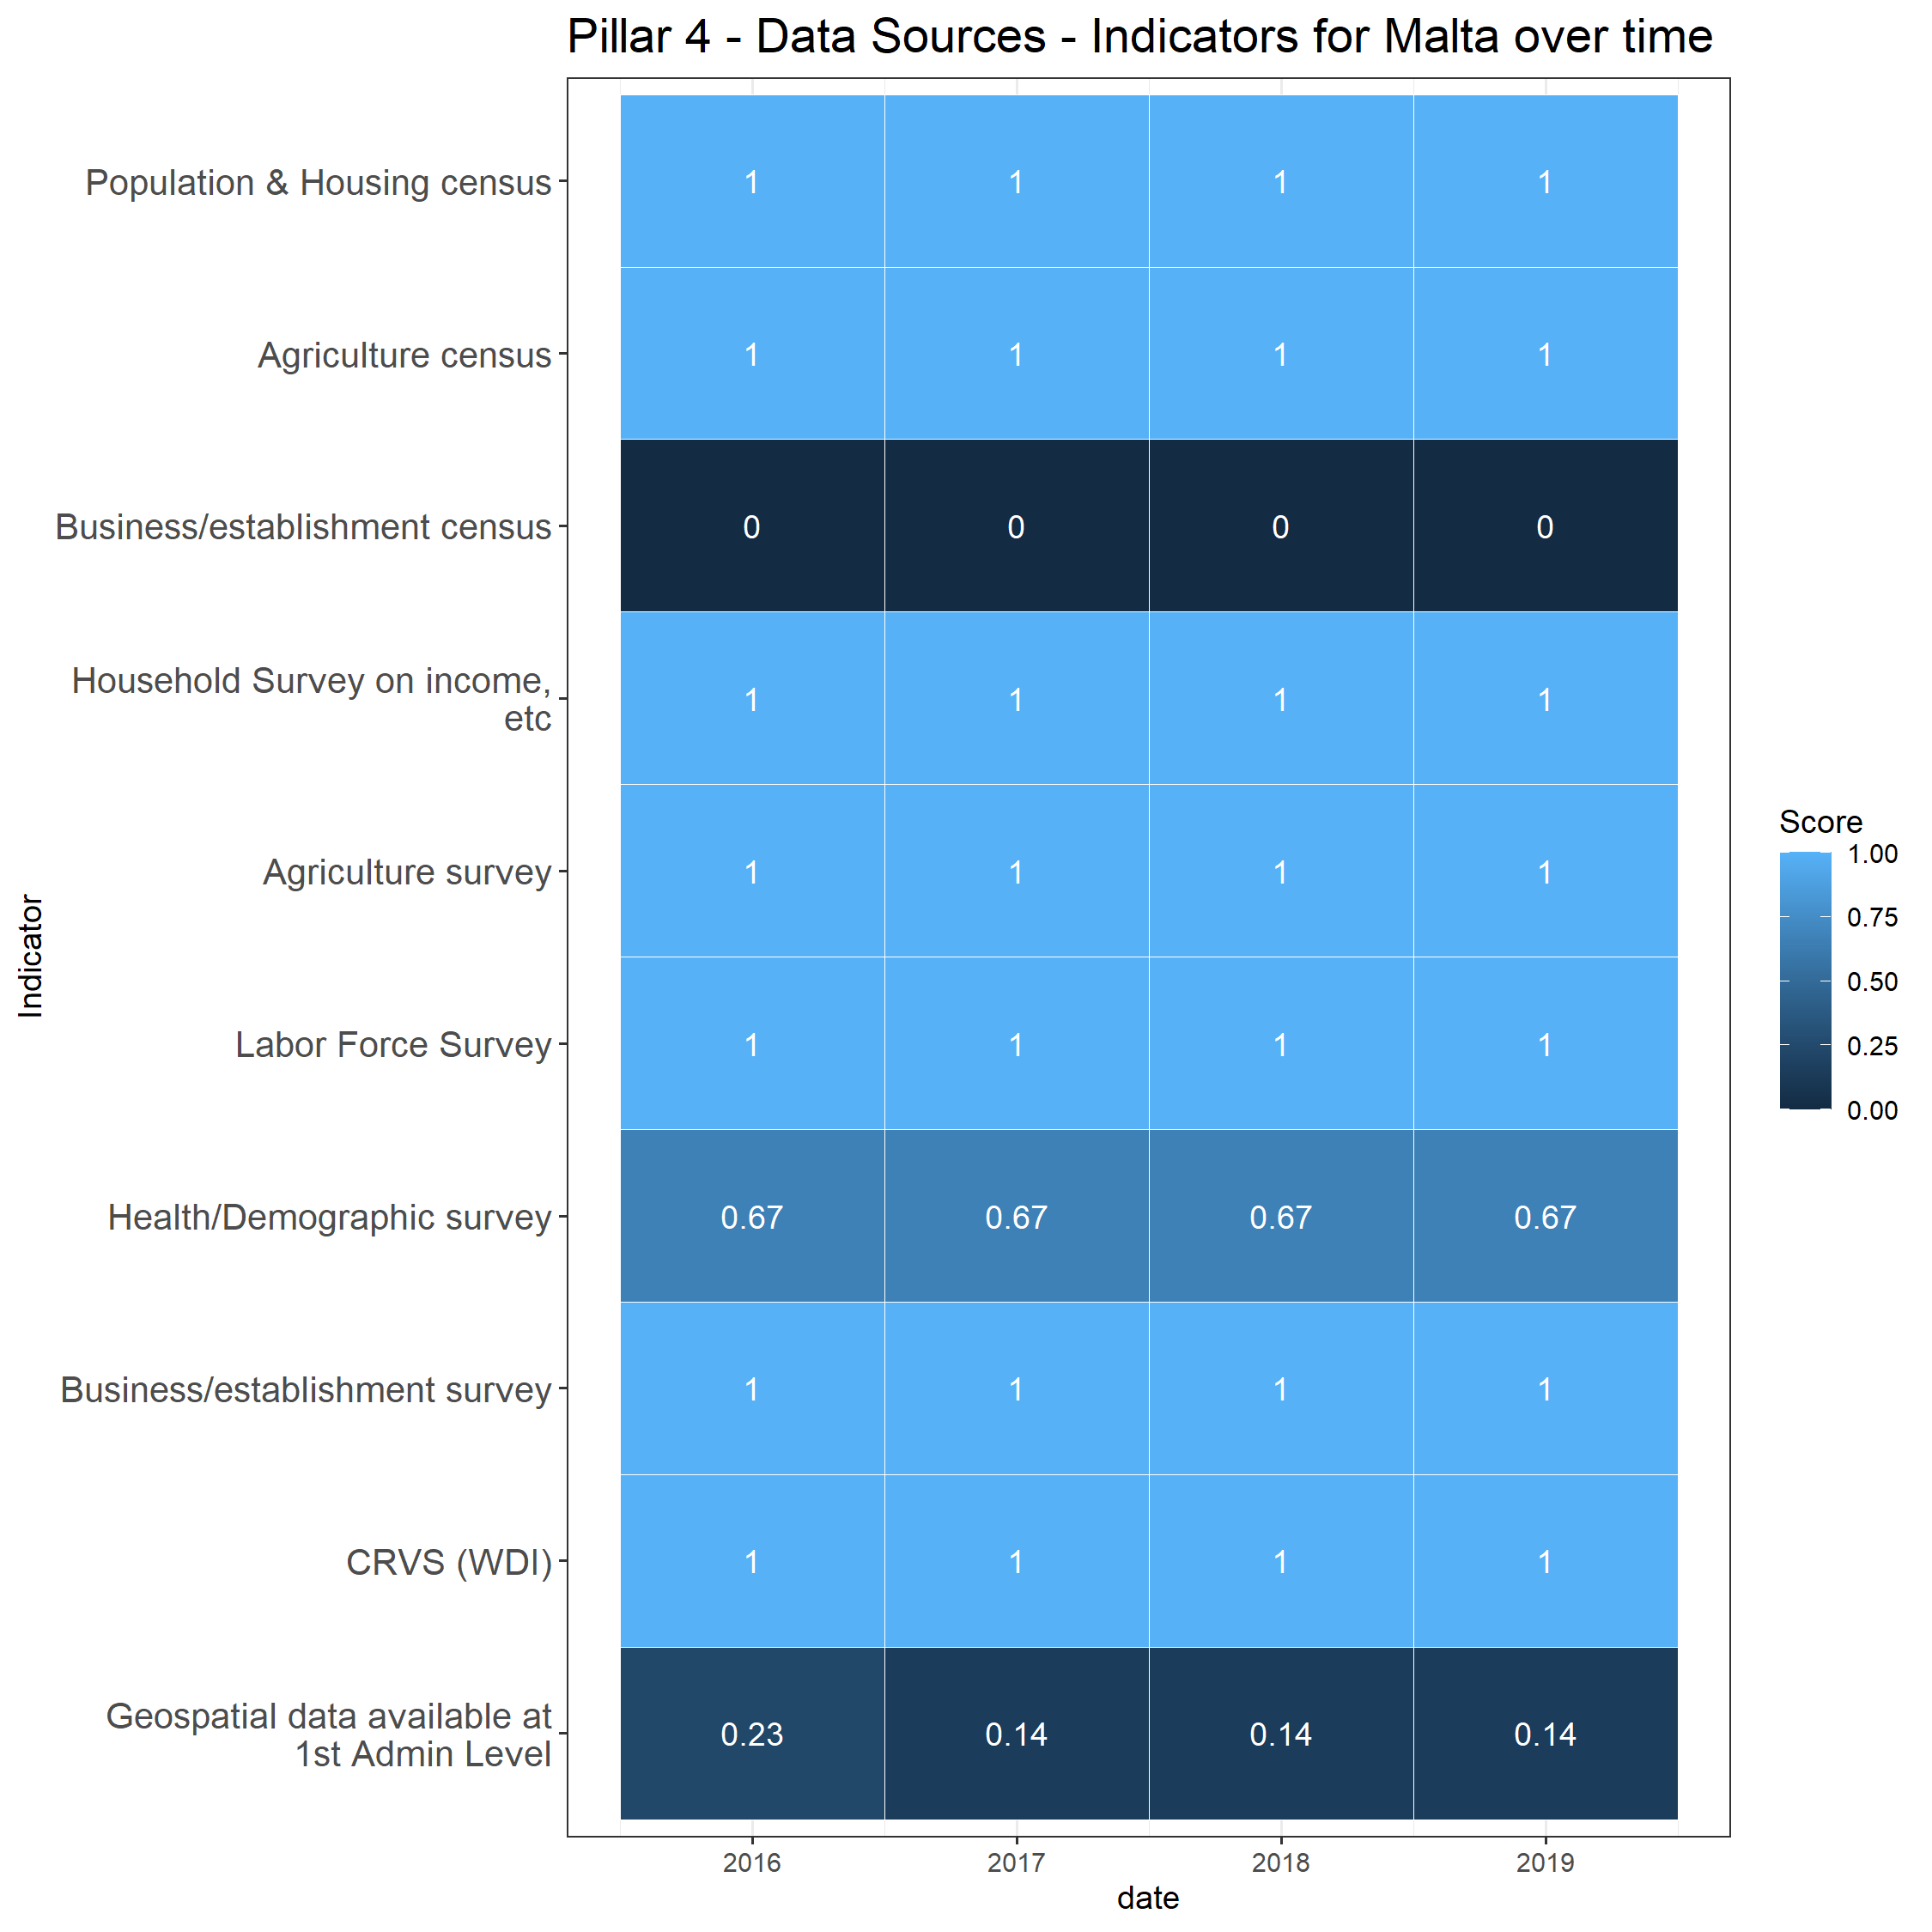 Pillar 4 - Data Sources - Indicators for Malta over time
Population & Housing census
1 1 1 1
Agriculture census
1 1 1 1
Business/establishment census
0 0 0 0
Household Survey on income,
etc
1 1 1 1
Agriculture survey
1 1 1 1
Labor Force Survey
1 1 1 1
Health/Demographic survey
0.67 0.67 0.67 0.67
Business/establishment survey
1 1 1 1
CRVS (WDI)
1 1 1 1
Geospatial data available at
1st Admin Level
0.23 0.14 0.14 0.14
2016 2017 2018 2019
date
Indicator
Score
1.00
0.75
0.50
0.25
0.00